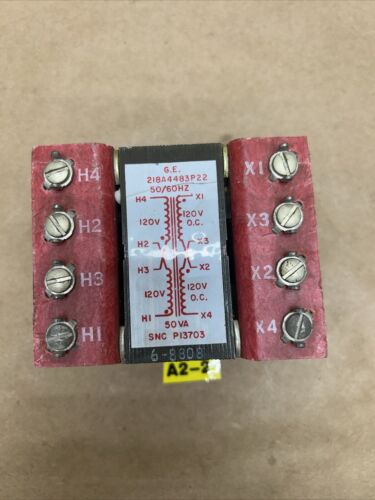 G.E.
218A4483P22
50/60HZ
H4 X1
120V 120V
O.C.
H2 X3
H3 X2
120V 120V
O.C.
H1 X4
50VA
SNC P13703
6-8808
H4
H2
H3
H1
X1
X3
X2
X4
A2-2